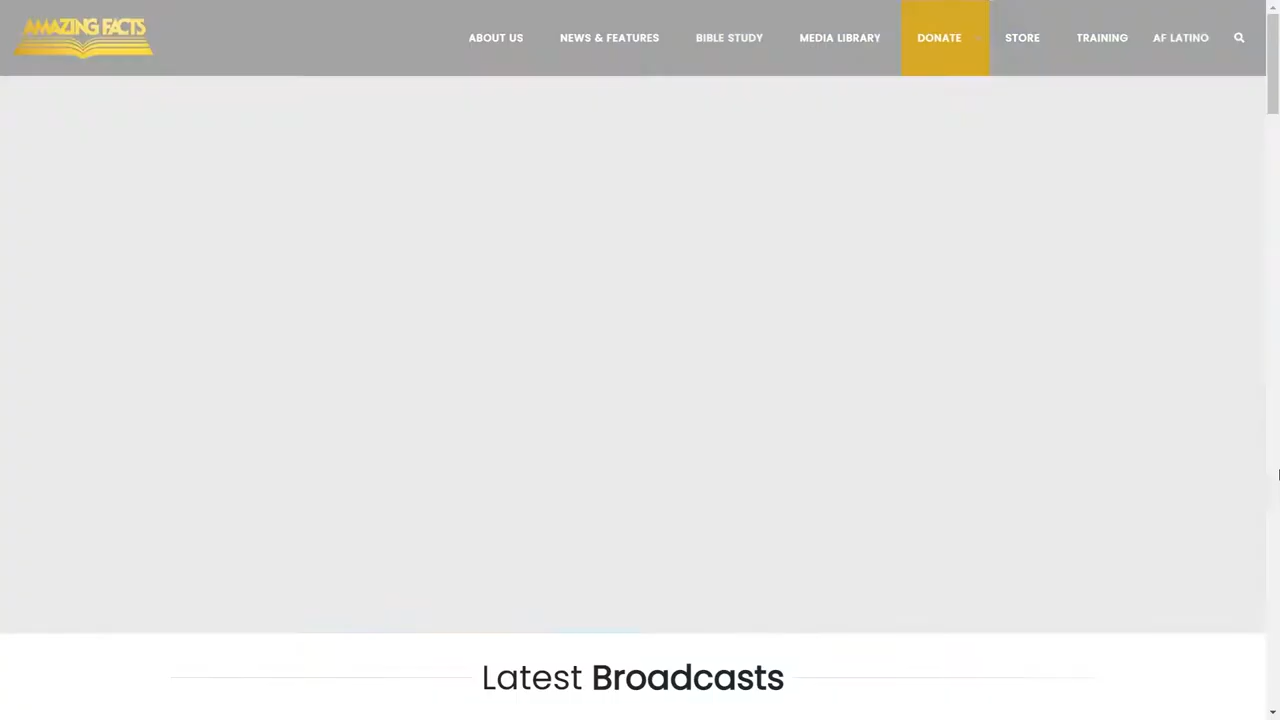 AMAZING FACTS
ABOUT US NEWS & FEATURES BIBLE STUDY MEDIA LIBRARY DONATE STORE TRAINING AF LATINO
Latest Broadcasts